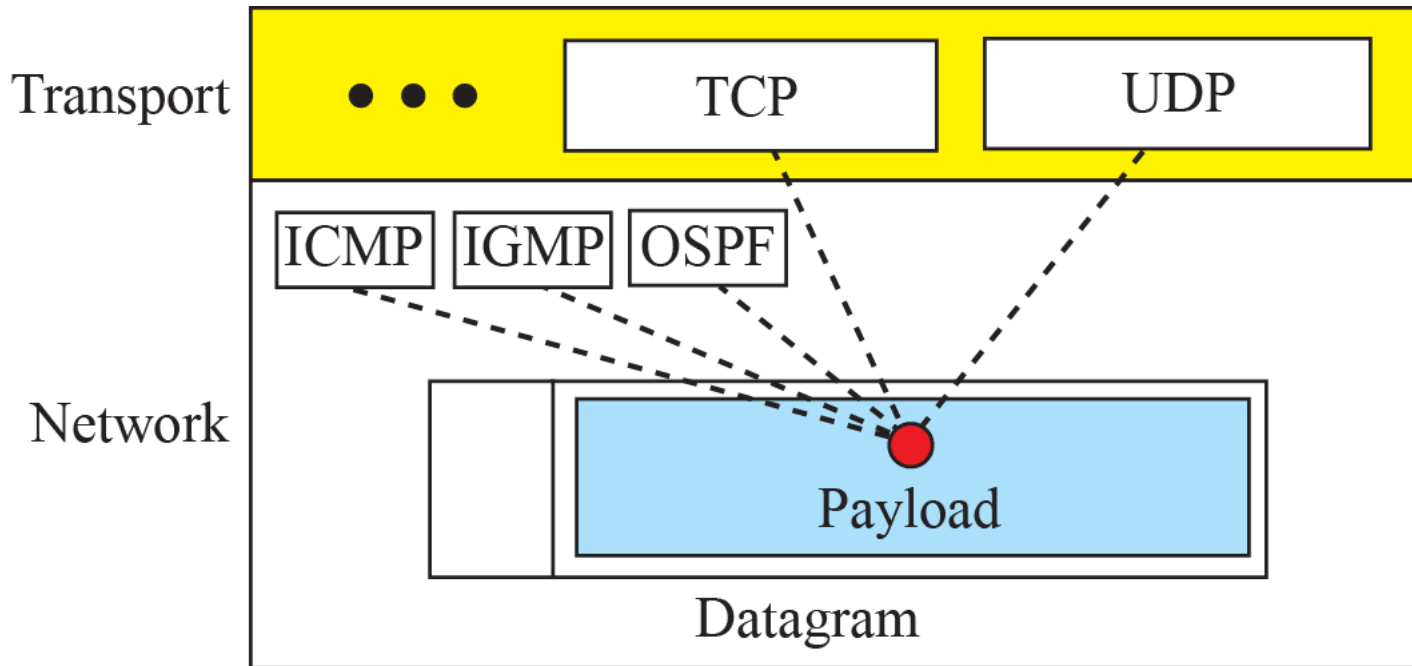 Transport
TCP
UDP
ICMP
IGMP
OSPF
Network
Payload
Datagram